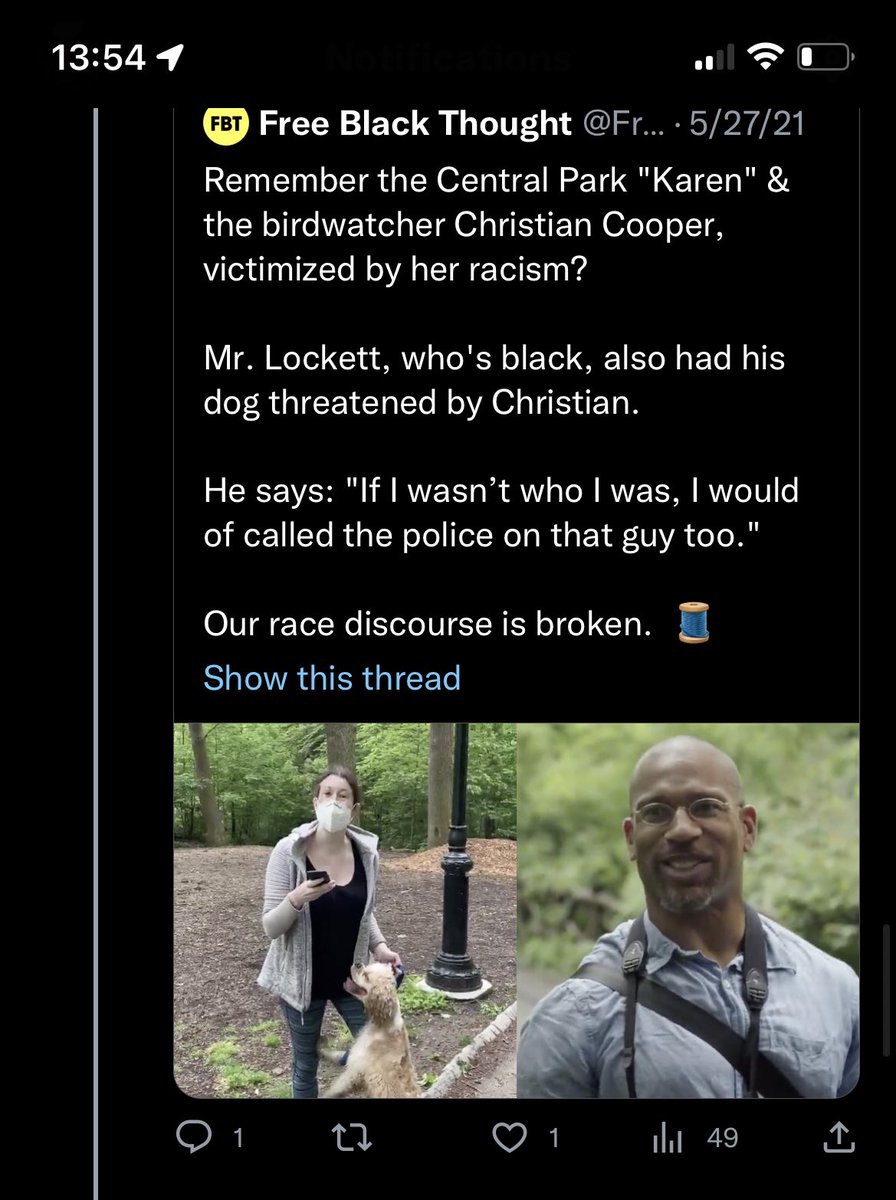 13:54
Notifications
FBT Free Black Thought @Fr... · 5/27/21
Remember the Central Park "Karen" &
the birdwatcher Christian Cooper,
victimized by her racism?
Mr. Lockett, who's black, also had his
dog threatened by Christian.
He says: "If I wasn’t who I was, I would
of called the police on that guy too."
Our race discourse is broken.
Show this thread
1
1
49